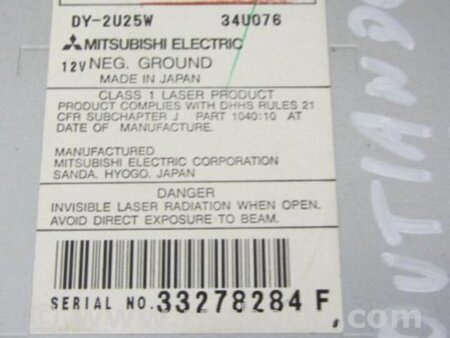 DY-2U25W 34U076
MITSUBISHI ELECTRIC
12V NEG. GROUND
MADE IN JAPAN
CLASS 1 LASER PRODUCT
PRODUCT COMPLIES WITH DHHS RULES 21
CFR SUBCHAPTER J PART 1040:10 AT
DATE OF MANUFACTURE.
MANUFACTURED
MITSUBISHI ELECTRIC CORPORATION
SANDA, HYOGO, JAPAN
DANGER
INVISIBLE LASER RADIATION WHEN OPEN.
AVOID DIRECT EXPOSURE TO BEAM.
SERIAL NO. 33278284 F